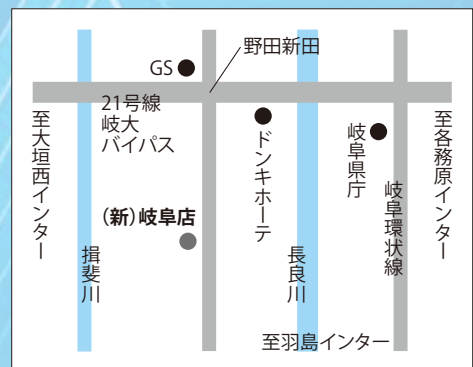 野田新田
GS
21号線
岐大
バイパス
至大垣西インター
ドンキホーテ
岐阜県庁
至各務原インター
岐阜環状線
(新)岐阜店
揖斐川
長良川
至羽島インター